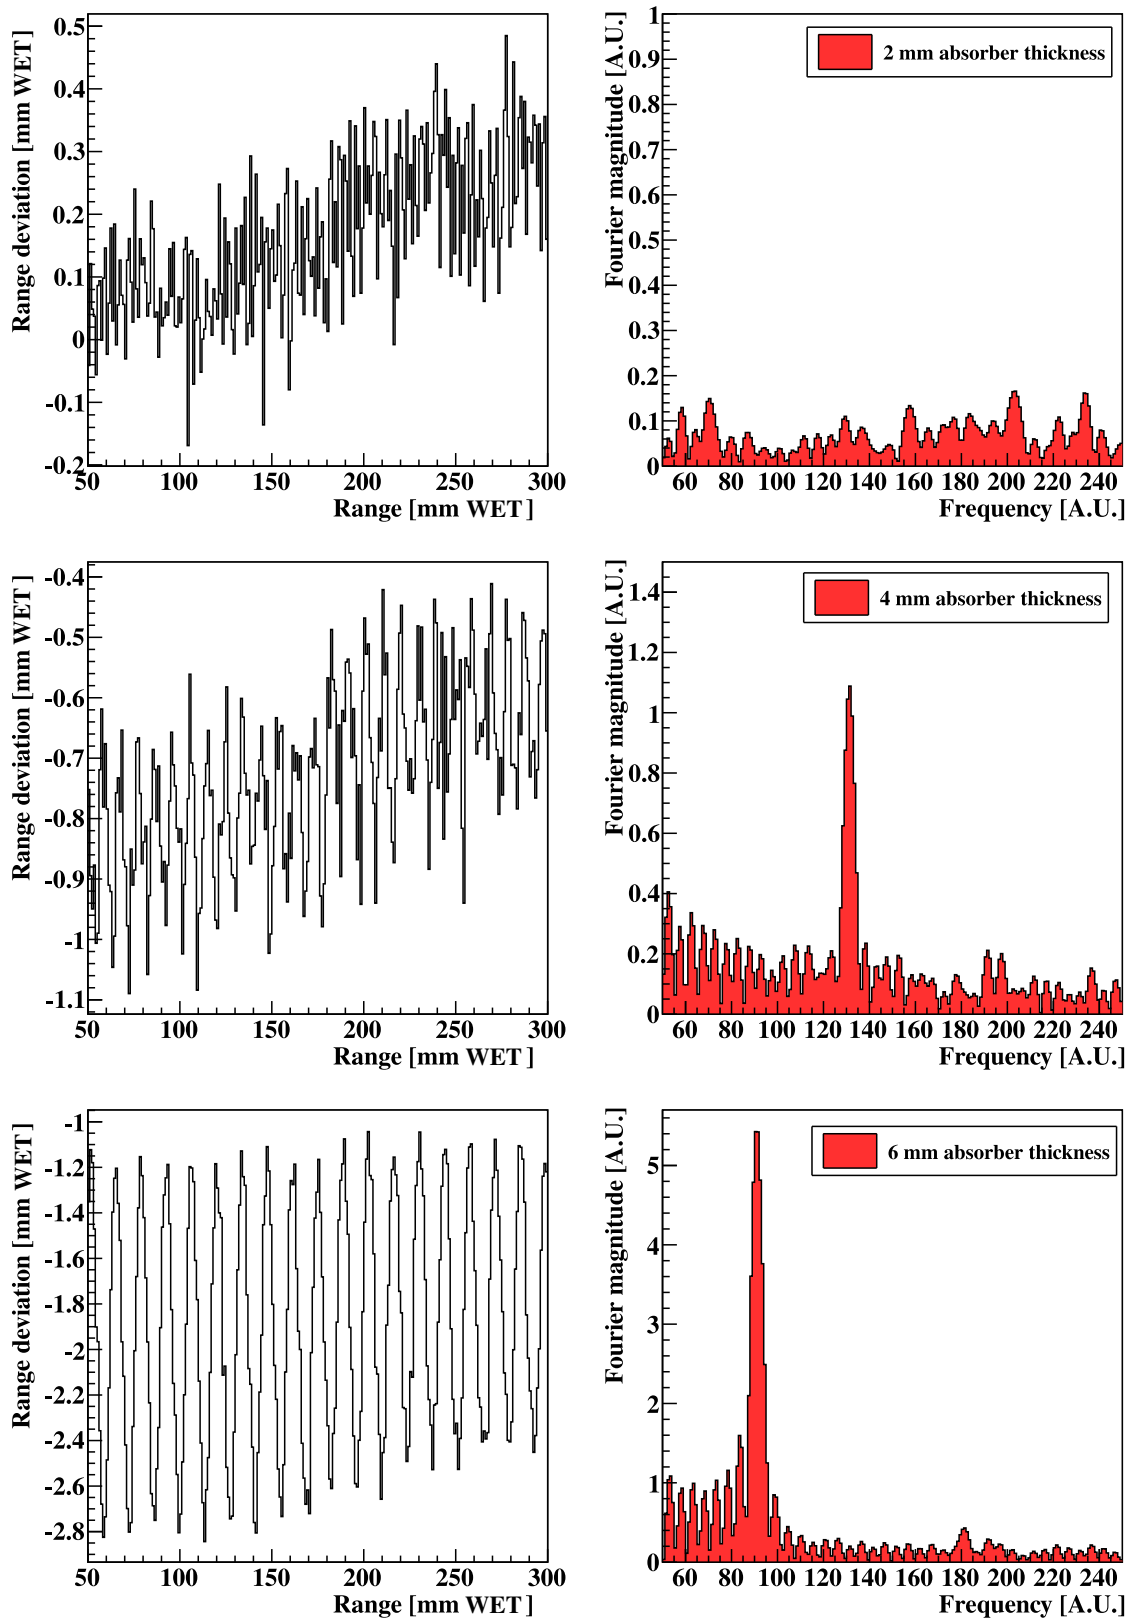 Range deviation [mm WET]
0.5
0.4
0.3
0.2
0.1
0
-0.1
-0.2
50 100 150 200 250 300
Range [mm WET]
Fourier magnitude [A.U.]
1
0.9
0.8
0.7
0.6
0.5
0.4
0.3
0.2
0.1
0
2 mm absorber thickness
60 80 100 120 140 160 180 200 220 240
Frequency [A.U.]
Range deviation [mm WET]
-0.4
-0.5
-0.6
-0.7
-0.8
-0.9
-1
-1.1
50 100 150 200 250 300
Range [mm WET]
Fourier magnitude [A.U.]
1.4
1.2
1
0.8
0.6
0.4
0.2
0
4 mm absorber thickness
60 80 100 120 140 160 180 200 220 240
Frequency [A.U.]
Range deviation [mm WET]
-1
-1.2
-1.4
-1.6
-1.8
-2
-2.2
-2.4
-2.6
-2.8
50 100 150 200 250 300
Range [mm WET]
Fourier magnitude [A.U.]
5
4
3
2
1
0
6 mm absorber thickness
60 80 100 120 140 160 180 200 220 240
Frequency [A.U.]